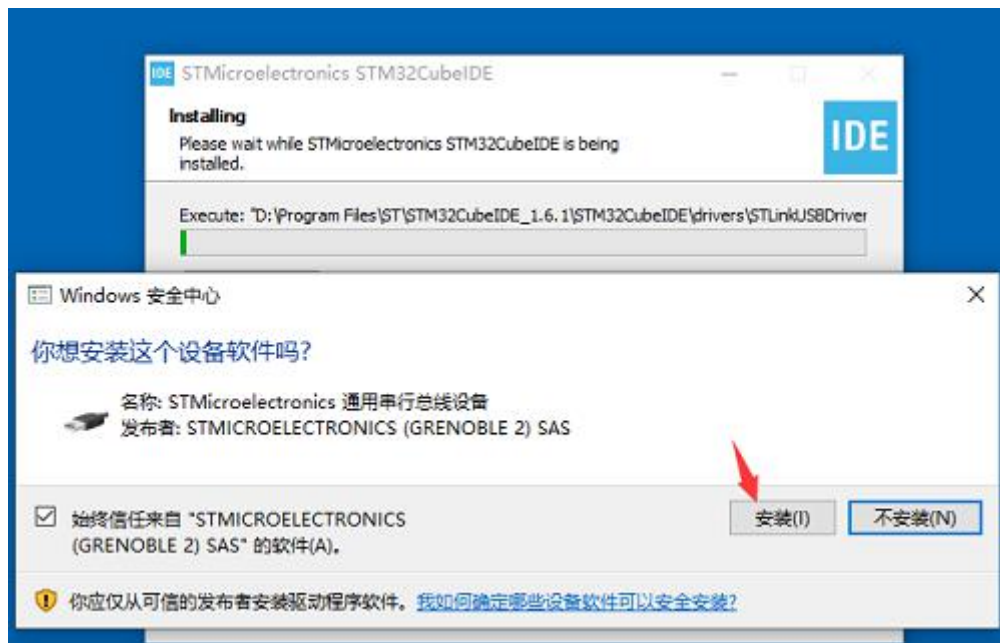 IDE STMicroelectronics STM32CubeIDE
Installing
Please wait while STMicroelectronics STM32CubeIDE is being
installed.
IDE
Execute: "D:\Program Files\ST\STM32CubeIDE_1.6.1\STM32CubeIDE\drivers\STLinkUSBDriver
Windows 安全中心
你想安装这个设备软件吗?
名称: STMicroelectronics 通用串行总线设备
发布者: STMICROELECTRONICS (GRENOBLE 2) SAS
始终信任来自 "STMICROELECTRONICS
(GRENOBLE 2) SAS" 的软件(A)。
安装(I)
不安装(N)
你应仅从可信的发布者安装驱动程序软件。我如何确定哪些设备软件可以安全安装?